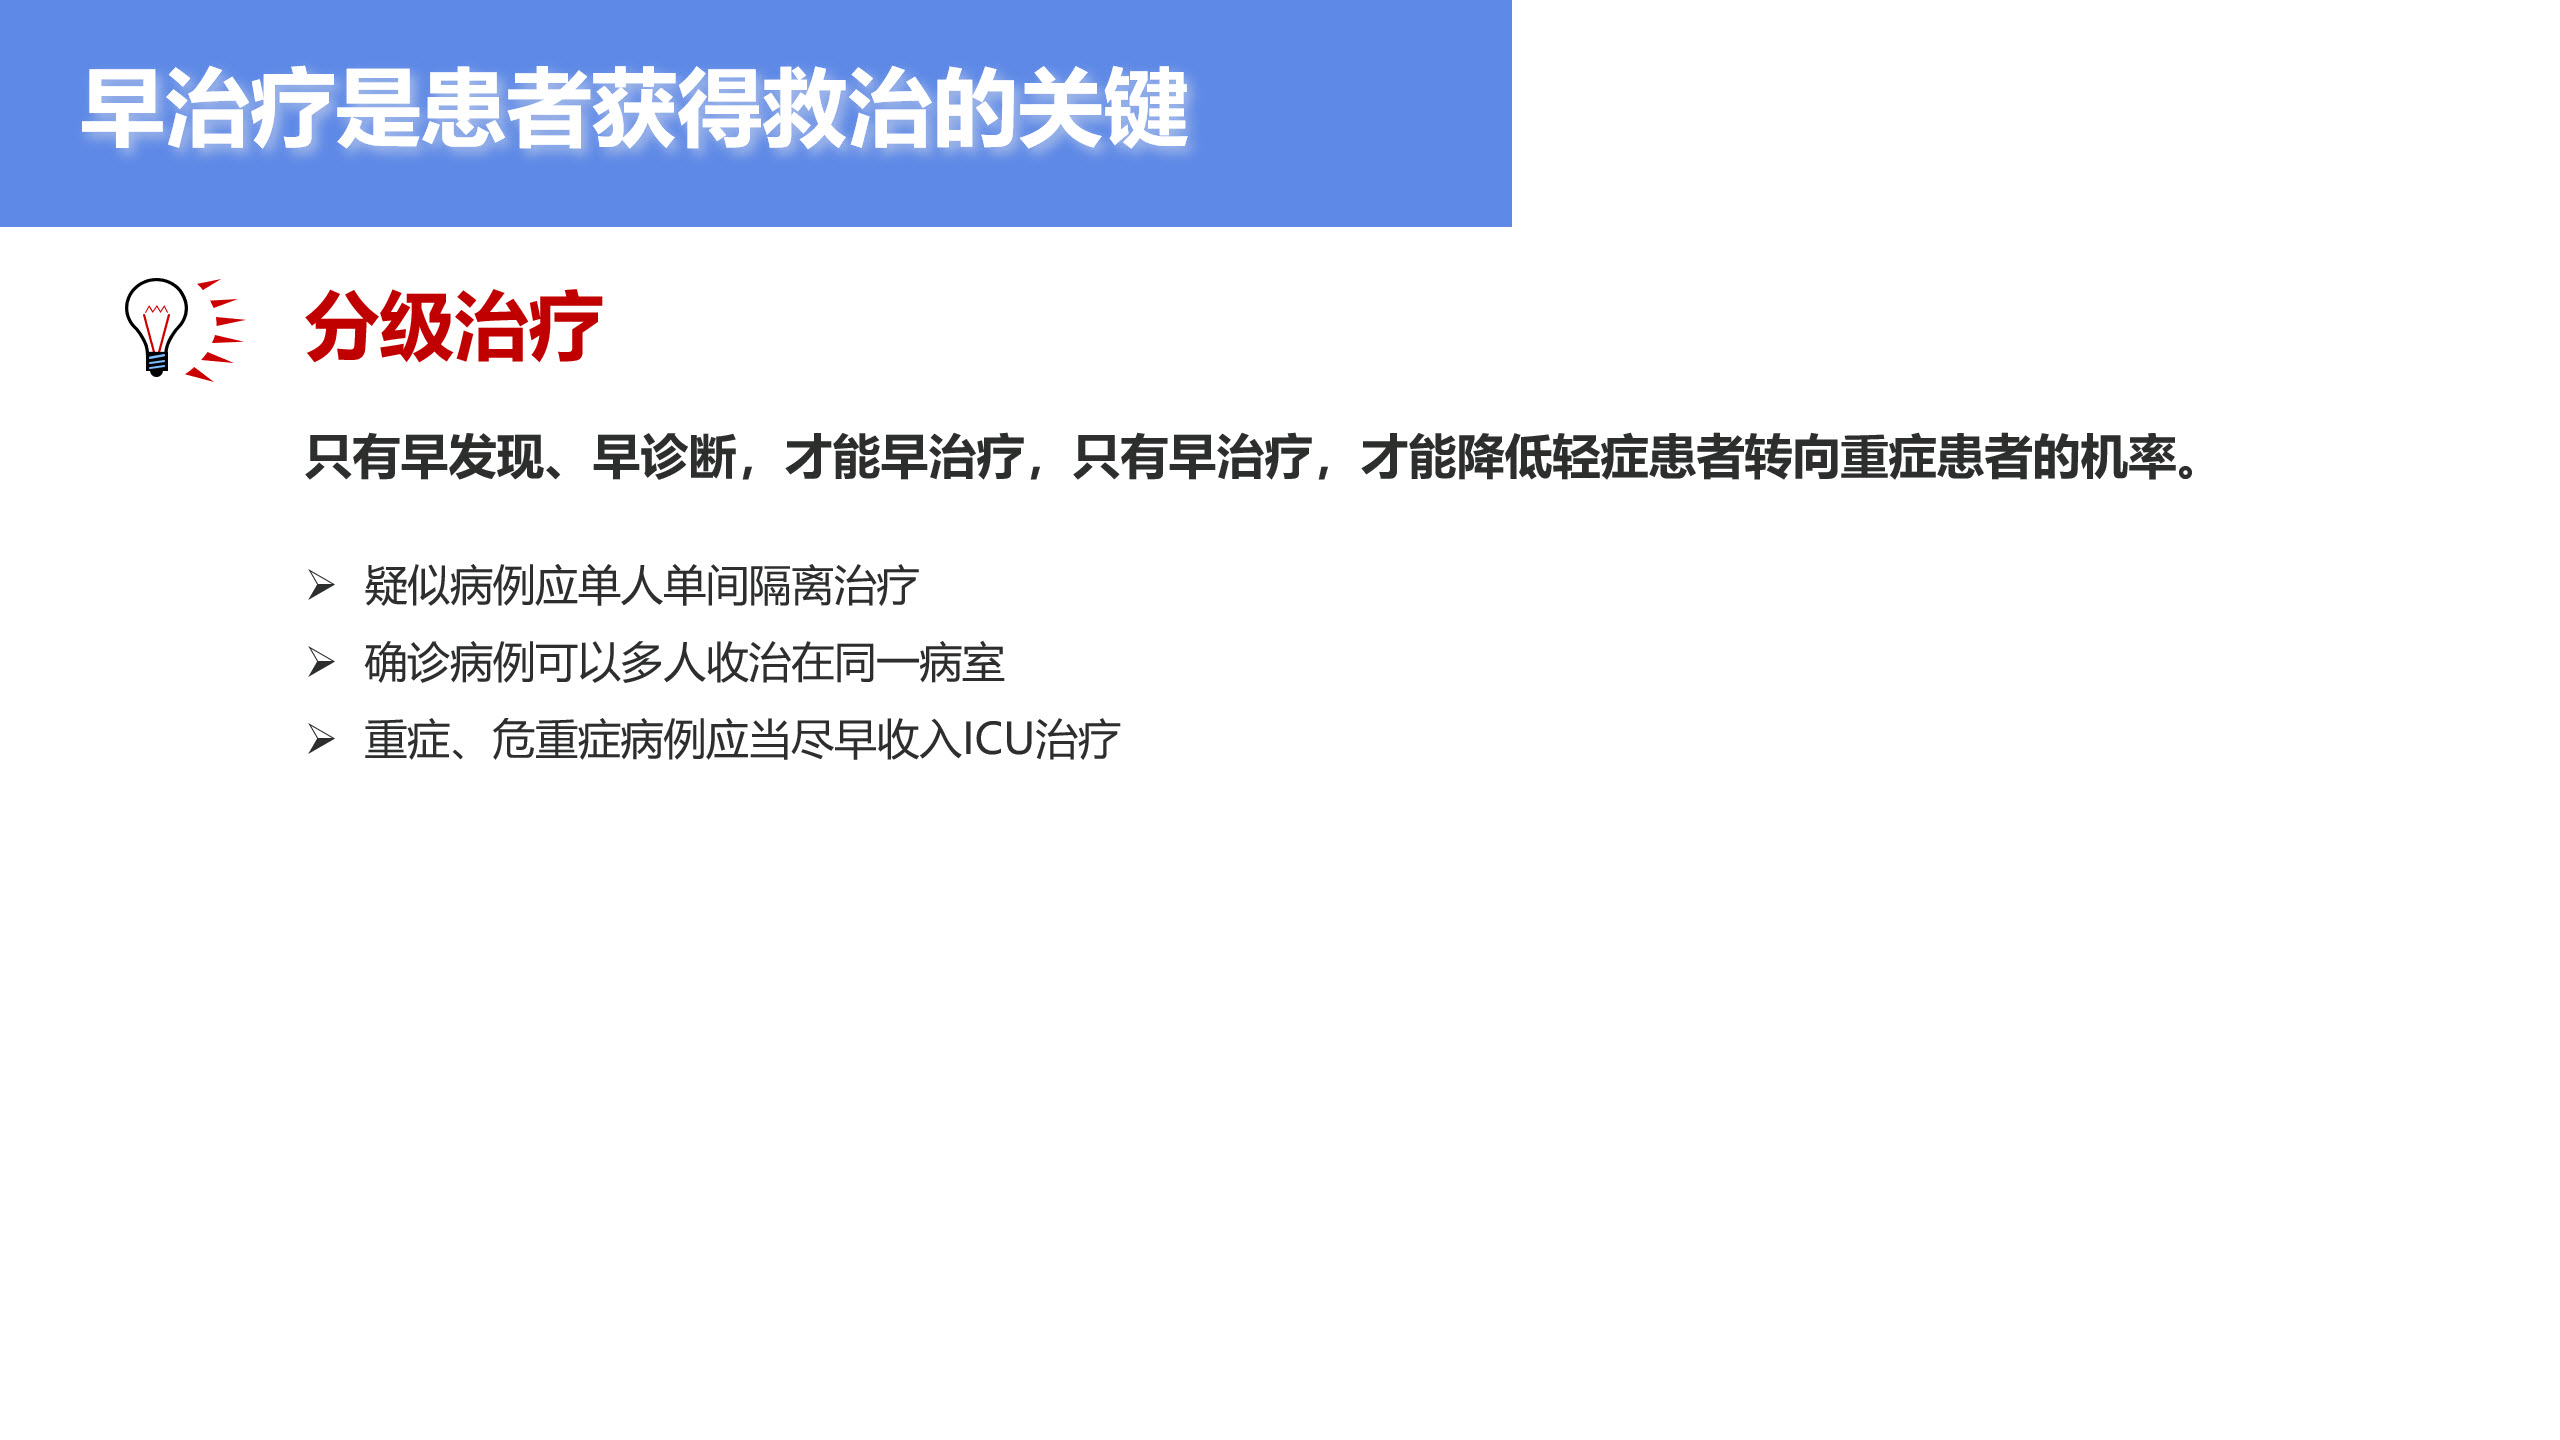 早治疗是患者获得救治的关键
分级治疗
只有早发现、早诊断，才能早治疗，只有早治疗，才能降低轻症患者转向重症患者的机率。
➢ 疑似病例应单人单间隔离治疗
➢ 确诊病例可以多人收治在同一病室
➢ 重症、危重症病例应当尽早收入ICU治疗